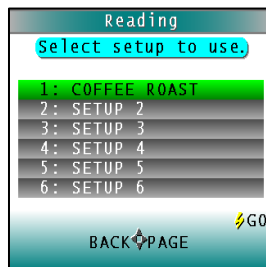 Reading
Select setup to use.
1: COFFEE ROAST
2: SETUP 2
3: SETUP 3
4: SETUP 4
5: SETUP 5
6: SETUP 6
GO
BACK PAGE